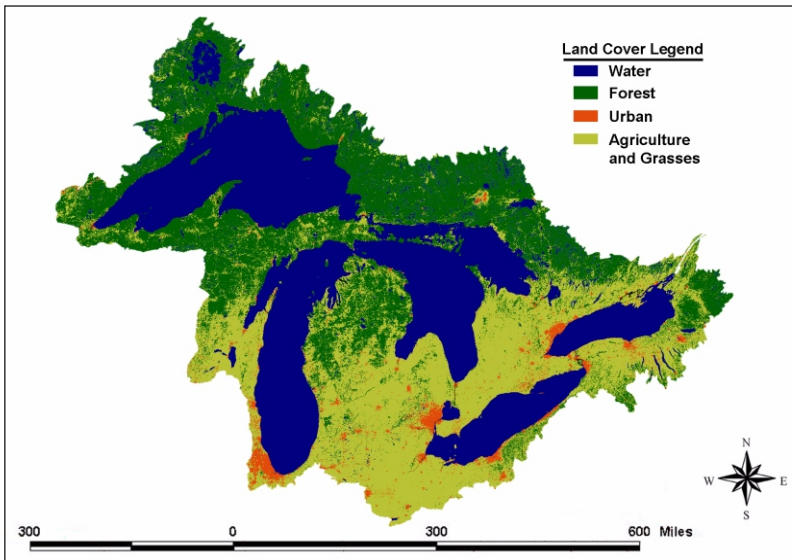 Land Cover Legend
Water
Forest
Urban
Agriculture
and Grasses
N
W E
S
300 0 300 600 Miles